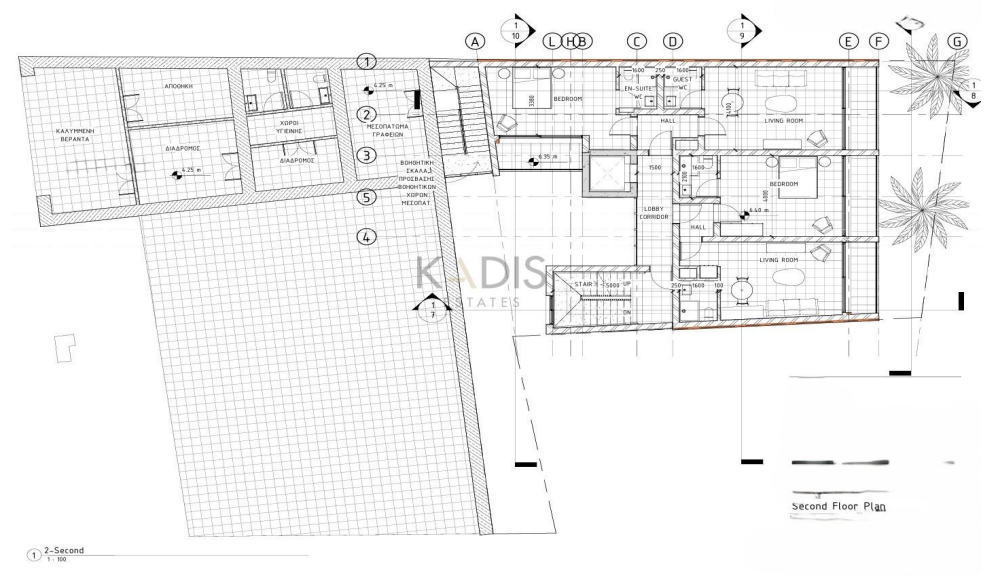 1
10
1
9
A
L
H
B
C
D
E
F
G
1
8
1
2
3
5
4
ΑΠΟΘΗΚΗ
6.25 m
ΚΑΛΥΜΜΕΝΗ
ΒΕΡΑΝΤΑ
ΔΙΑΔΡΟΜΟΣ
4.25 m
ΧΩΡΟΙ
ΥΓΙΕΙΝΗΣ
ΔΙΑΔΡΟΜΟΣ
ΜΕΣΟΠΑΤΩΜΑ
ΓΡΑΦΕΙΩΝ
ΒΟΗΘΗΤΙΚΗ
ΣΚΑΛΑ
ΠΡΟΣΒΑΣΗΣ
ΒΟΗΘΗΤΙΚΩΝ
ΧΩΡΩΝ
ΜΕΣΟΠΑΤ.
BEDROOM
3380
1600
250
1600
EN-SUITE
WC
GUEST
WC
HALL
LIVING ROOM
6.35 m
1500
1600
2100
BEDROOM
4000
6.40 m
LOBBY
CORRIDOR
HALL
LIVING ROOM
STAIR
5000
UP
DN
250
1600
100
KADIS
ESTATES
1
7
Second Floor Plan
1
2-Second
1 : 100